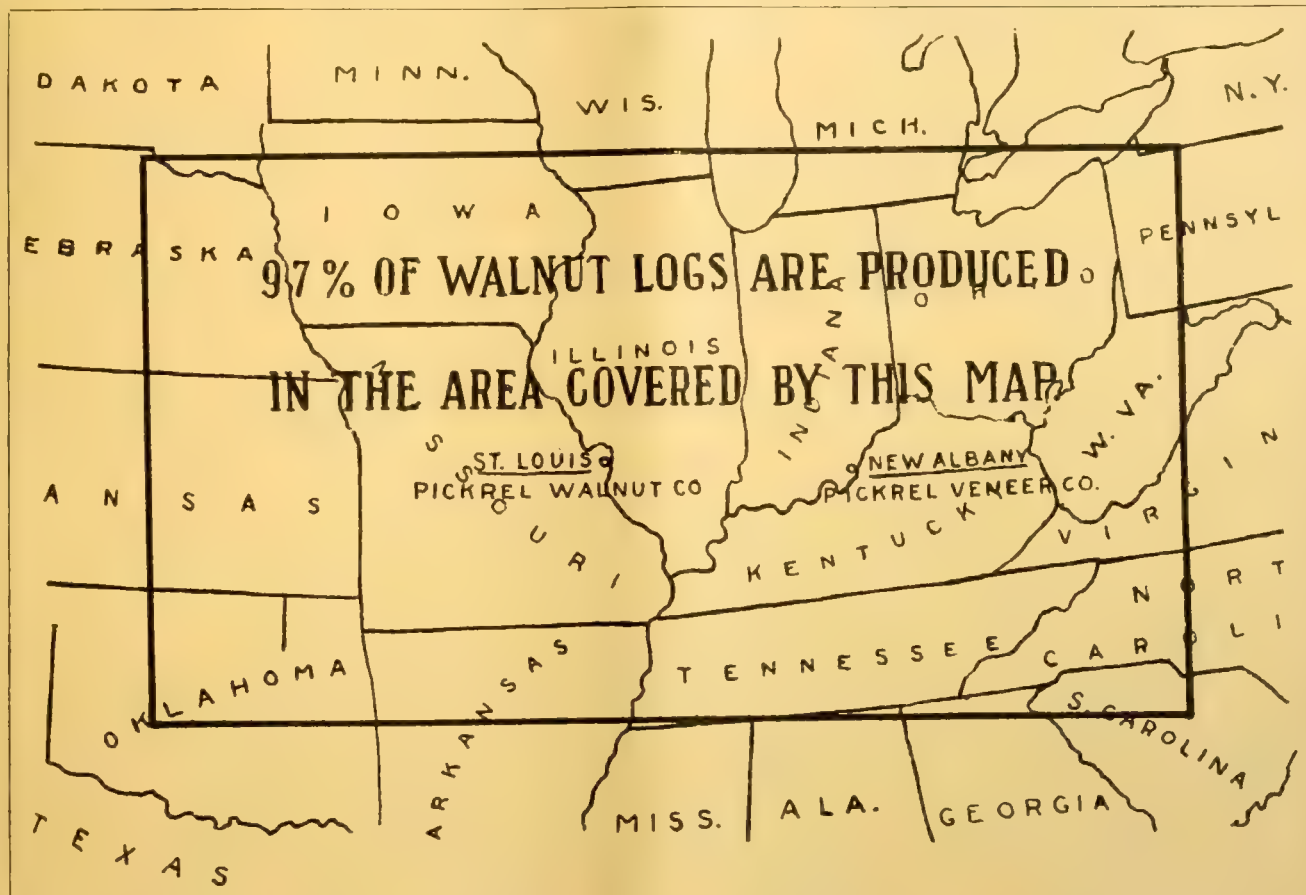 DAKOTA
MINN.
WIS.
MICH.
N.Y.
IOWA
PENNSYL
EBRASKA
97% OF WALNUT LOGS ARE PRODUCED
OHIO
ILLINOIS
INDIANA
IN THE AREA COVERED BY THIS MAP.
W. VA.
MISSOURI
ST. LOUIS
PICKREL WALNUT CO
NEW ALBANY
PICKREL VENEER CO.
ANSAS
KENTUCK
VIRGIN
TENNESSEE
NORT
CAROLI
OKLAHOMA
ARKANSAS
S. CAROLINA
MISS.
ALA.
GEORGIA
TEXAS